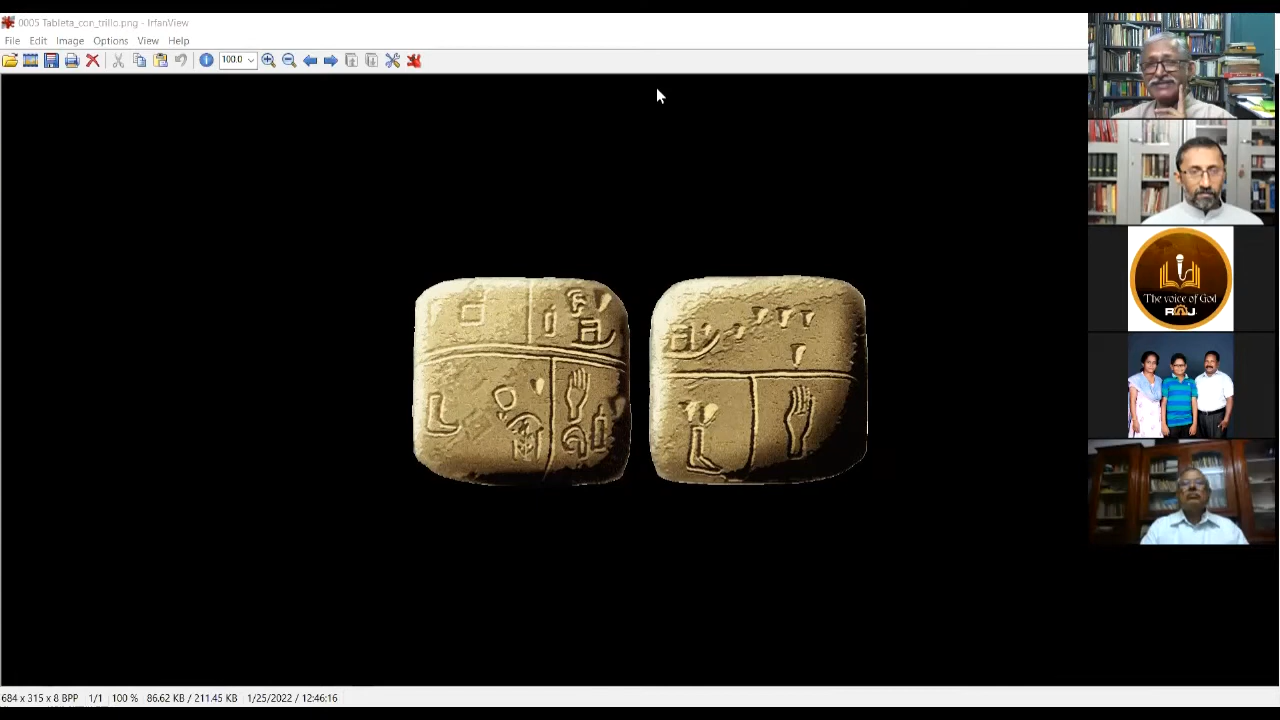 0005 Tableta_con_trillo.png - IrfanView
File Edit Image Options View Help
100.0
The voice of God
RAJ
684 x 315 x 8 BPP 1/1 100 % 86.62 KB / 211.45 KB 1/25/2022 / 12:46:16